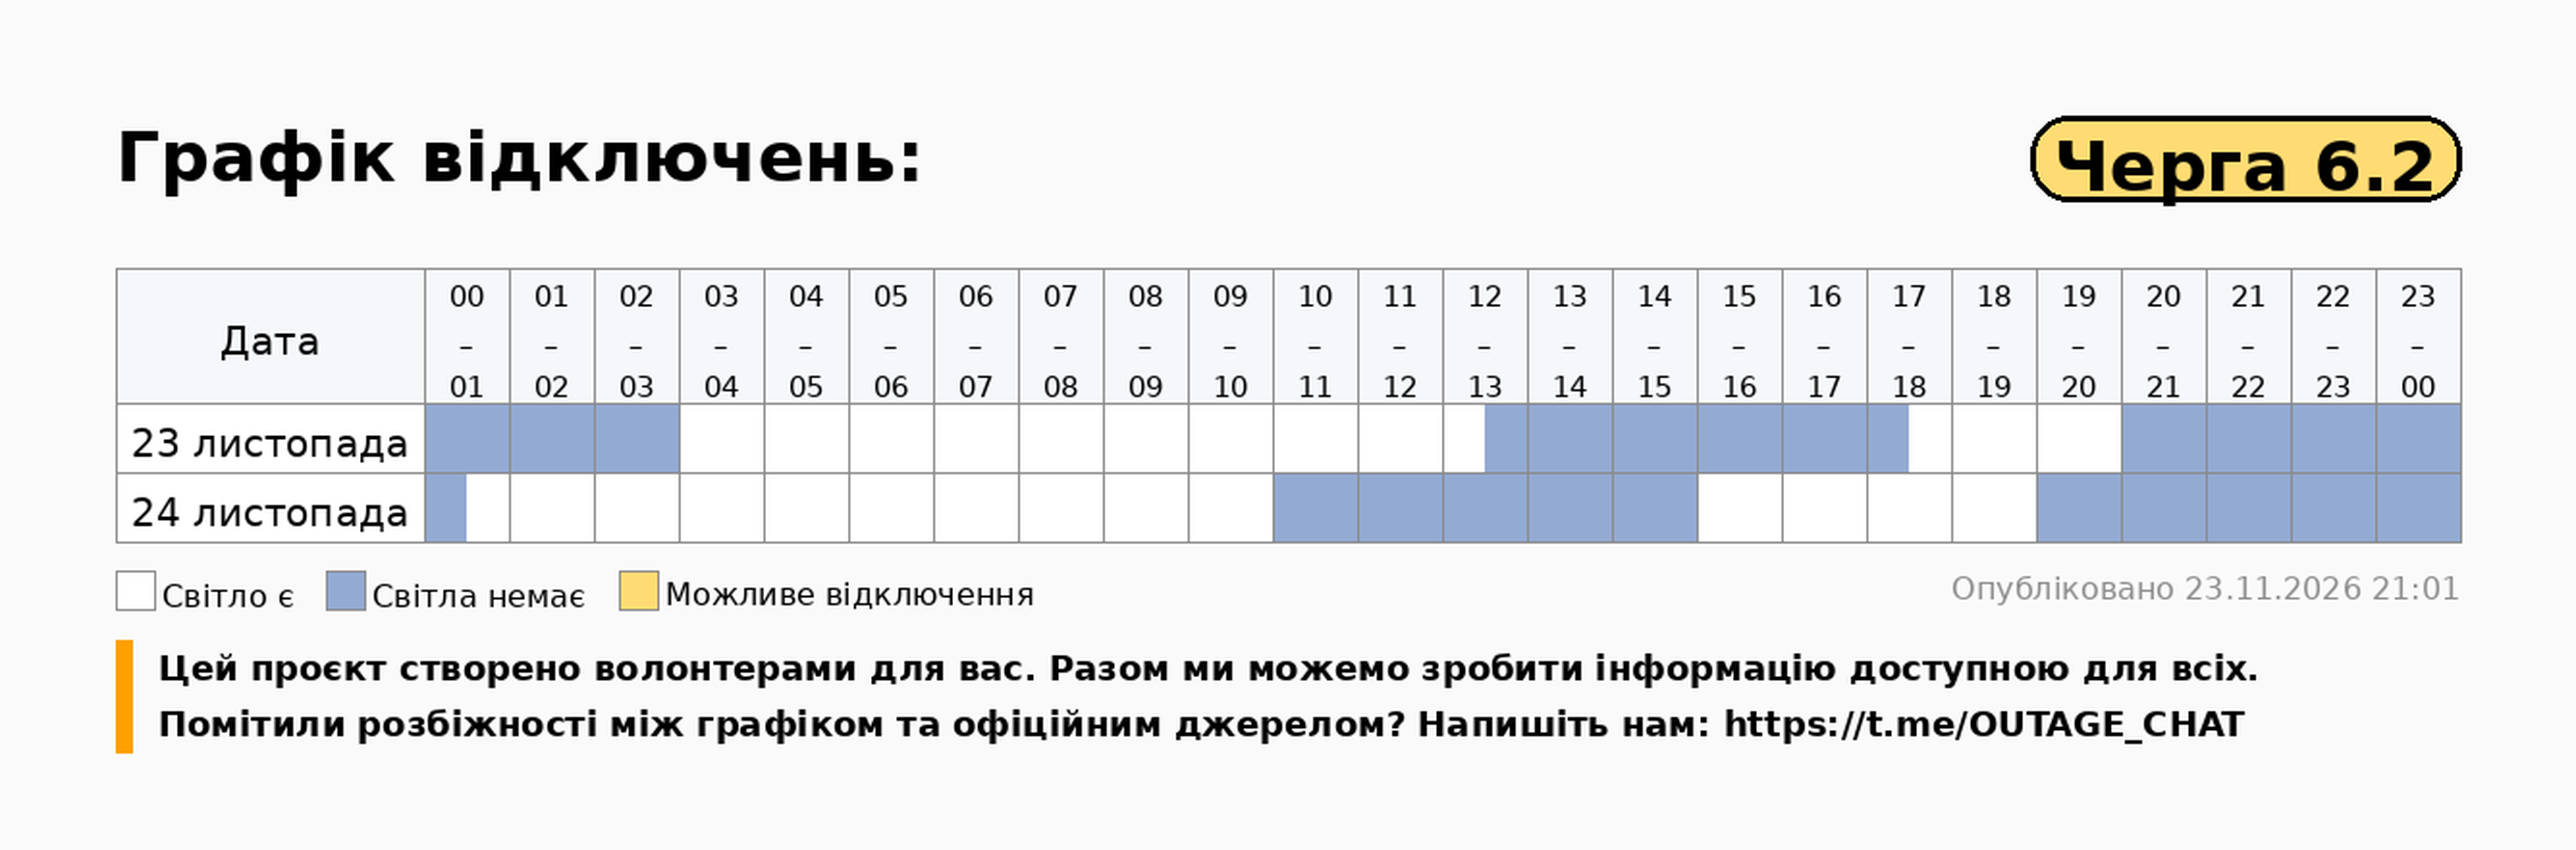 Графік відключень:
Черга 6.2
Дата 00 – 01 01 – 02 02 – 03 03 – 04 04 – 05 05 – 06 06 – 07 07 – 08 08 – 09 09 – 10 10 – 11 11 – 12 12 – 13 13 – 14 14 – 15 15 – 16 16 – 17 17 – 18 18 – 19 19 – 20 20 – 21 21 – 22 22 – 23 23 – 00
23 листопада
24 листопада
Світло є Світла немає Можливе відключення
Опубліковано 23.11.2026 21:01
Цей проєкт створено волонтерами для вас. Разом ми можемо зробити інформацію доступною для всіх.
Помітили розбіжності між графіком та офіційним джерелом? Напишіть нам: https://t.me/OUTAGE_CHAT